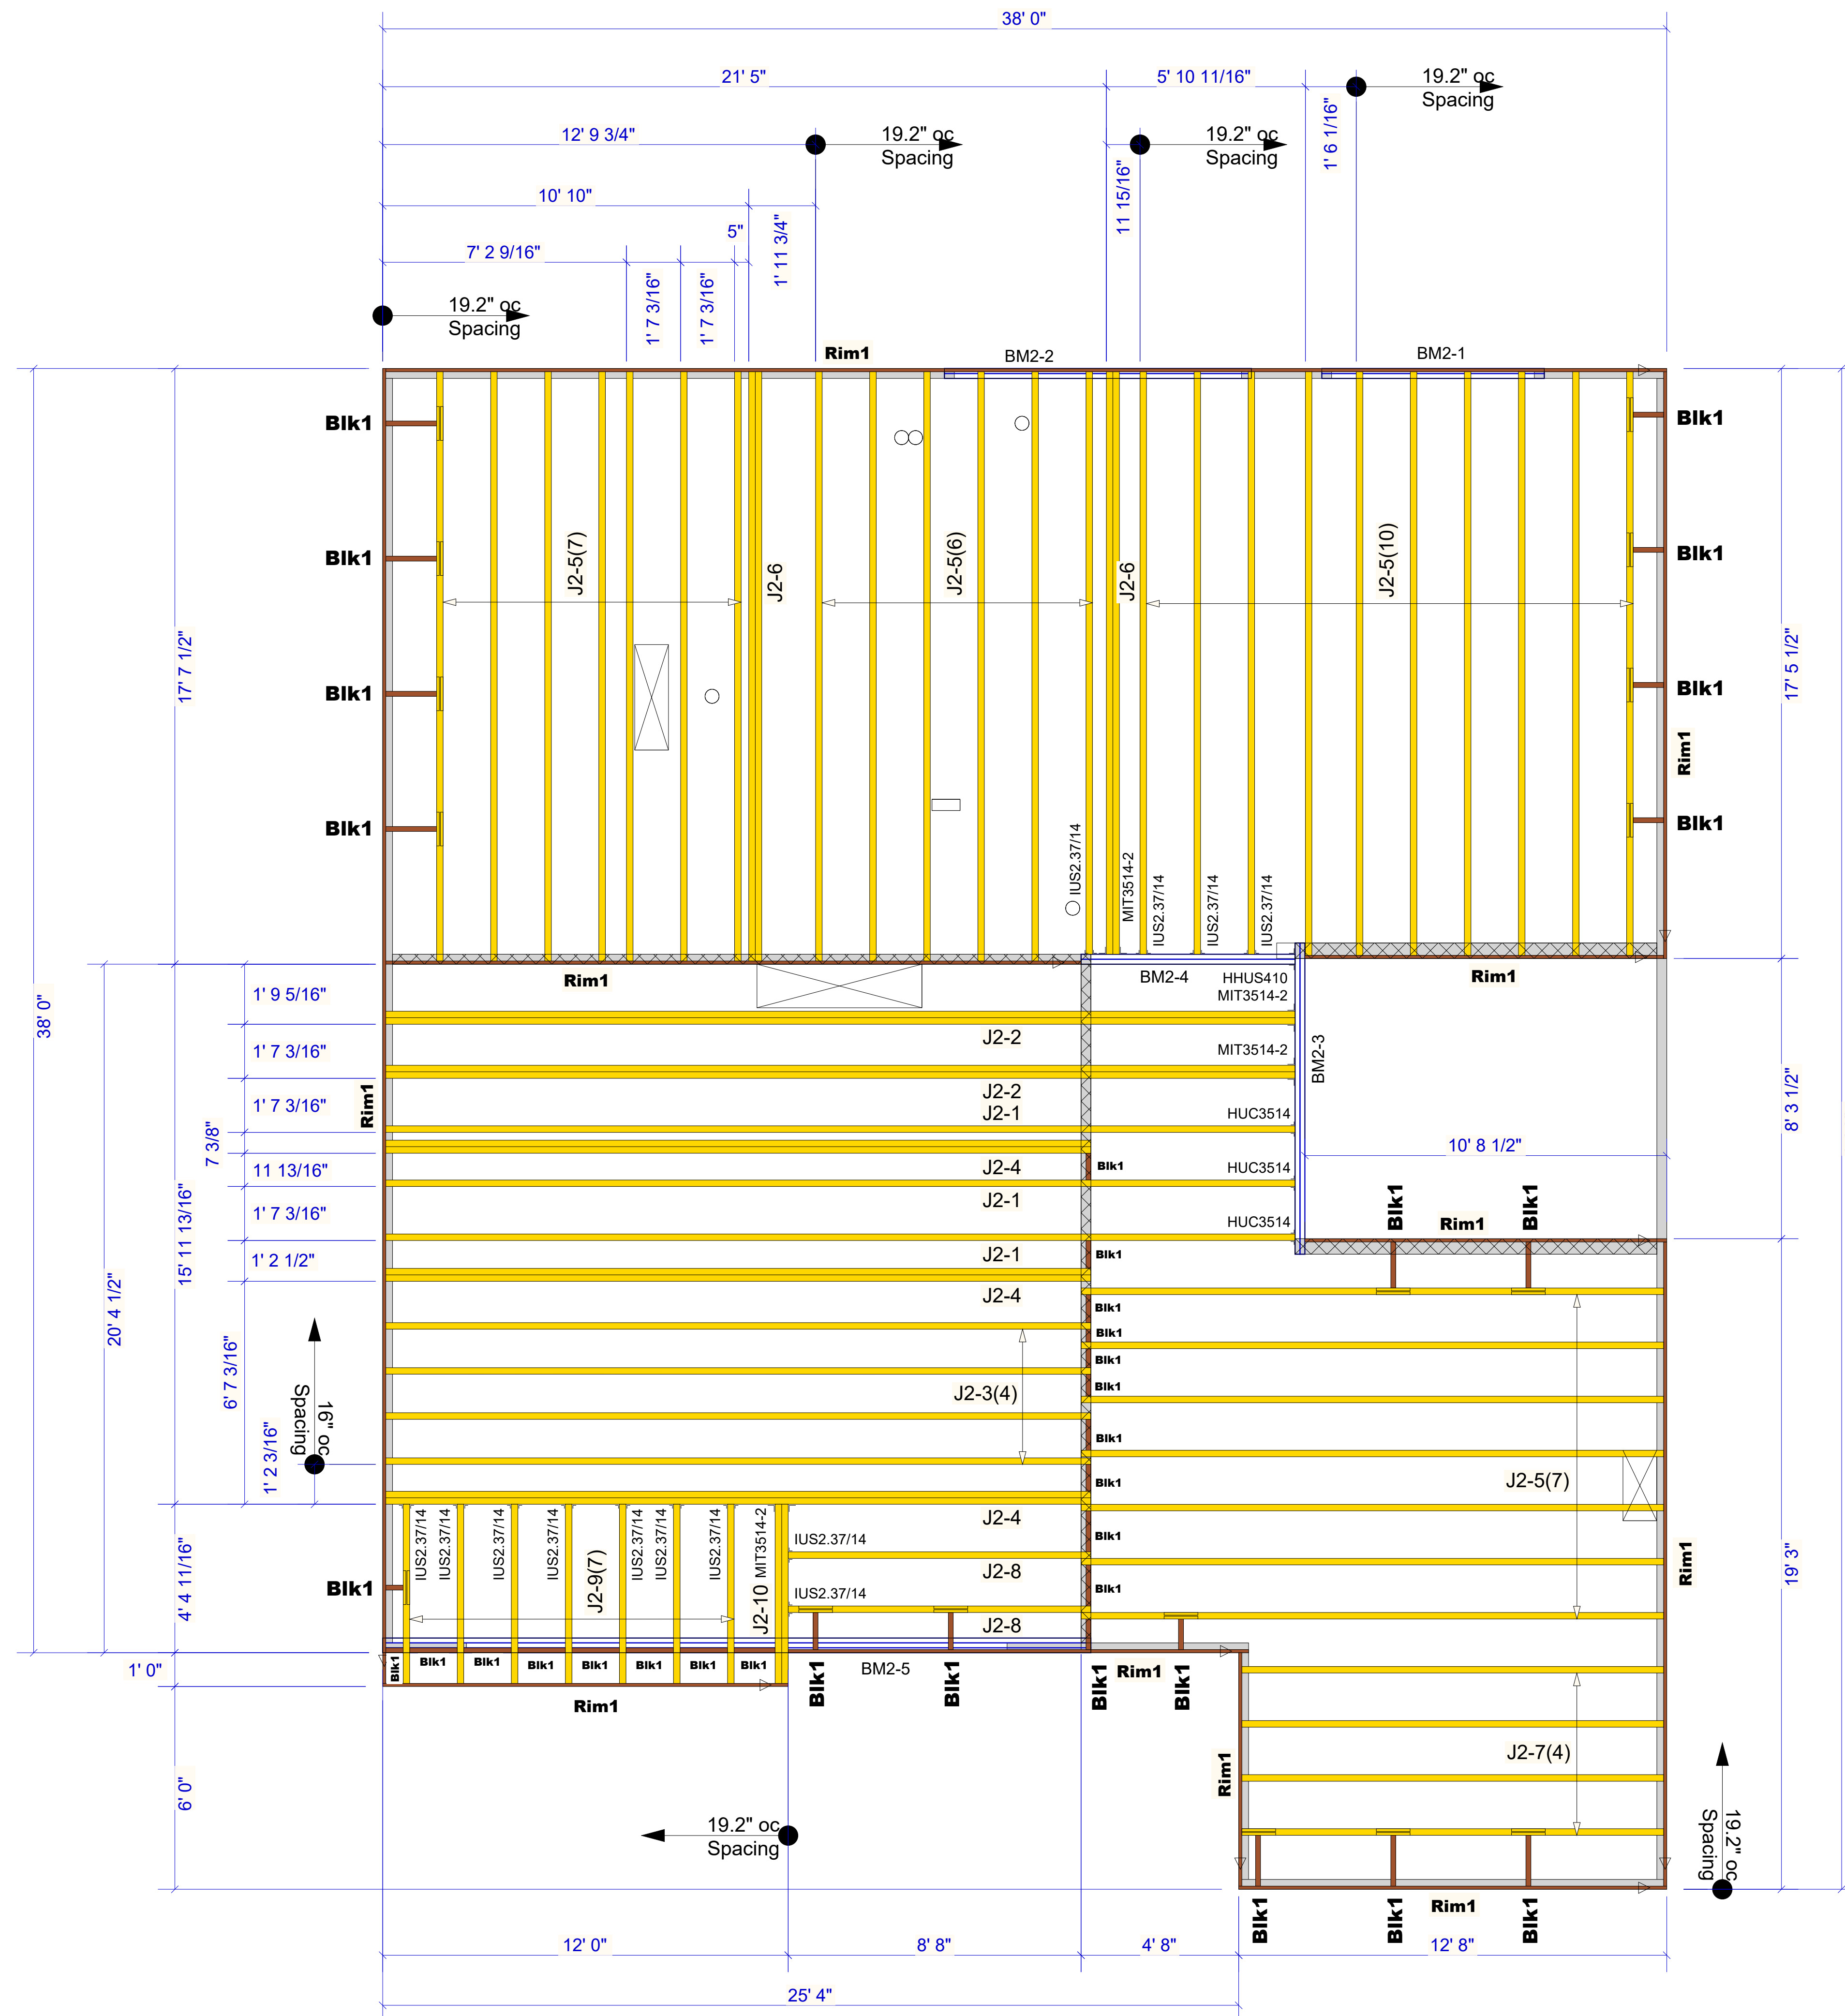 38' 0"
21' 5"
5' 10 11/16"
19.2" oc
Spacing
1' 6 1/16"
12' 9 3/4"
19.2" oc
Spacing
11 15/16"
19.2" oc
Spacing
10' 10"
5"
1' 11 3/4"
7' 2 9/16"
1' 7 3/16"
1' 7 3/16"
19.2" oc
Spacing
Rim1
BM2-2
BM2-1
Blk1
Blk1
Blk1
Blk1
Blk1
Blk1
Blk1
Blk1
J2-5(7)
J2-6
J2-5(6)
J2-6
J2-5(10)
17' 7 1/2"
17' 5 1/2"
Rim1
IUS2.37/14
MIT3514-2
IUS2.37/14
IUS2.37/14
IUS2.37/14
Rim1
BM2-4
HHUS410
MIT3514-2
Rim1
38' 0"
1' 9 5/16"
J2-2
1' 7 3/16"
MIT3514-2
BM2-3
Rim1
J2-2
1' 7 3/16"
J2-1
HUC3514
8' 3 1/2"
7 3/8"
10' 8 1/2"
11 13/16"
J2-4
Blk1
HUC3514
15' 11 13/16"
J2-1
Blk1
Blk1
1' 7 3/16"
HUC3514
Rim1
1' 2 1/2"
J2-1
Blk1
20' 4 1/2"
J2-4
Blk1
Blk1
Blk1
Blk1
6' 7 3/16"
16" oc
Spacing
J2-3(4)
1' 2 3/16"
Blk1
J2-5(7)
Blk1
J2-4
IUS2.37/14
IUS2.37/14
IUS2.37/14
IUS2.37/14
IUS2.37/14
IUS2.37/14
IUS2.37/14
MIT3514-2
IUS2.37/14
Blk1
J2-8
4' 4 11/16"
Blk1
J2-9(7)
J2-10
IUS2.37/14
Blk1
J2-8
Rim1
19' 3"
1' 0"
Blk1
Blk1
Blk1
Blk1
Blk1
Blk1
Blk1
Blk1
BM2-5
Rim1
Rim1
Blk1
Blk1
Blk1
Blk1
6' 0"
J2-7(4)
Rim1
19.2" oc
Spacing
19.2" oc
Spacing
Blk1
Blk1
Blk1
Rim1
12' 0"
8' 8"
4' 8"
12' 8"
25' 4"